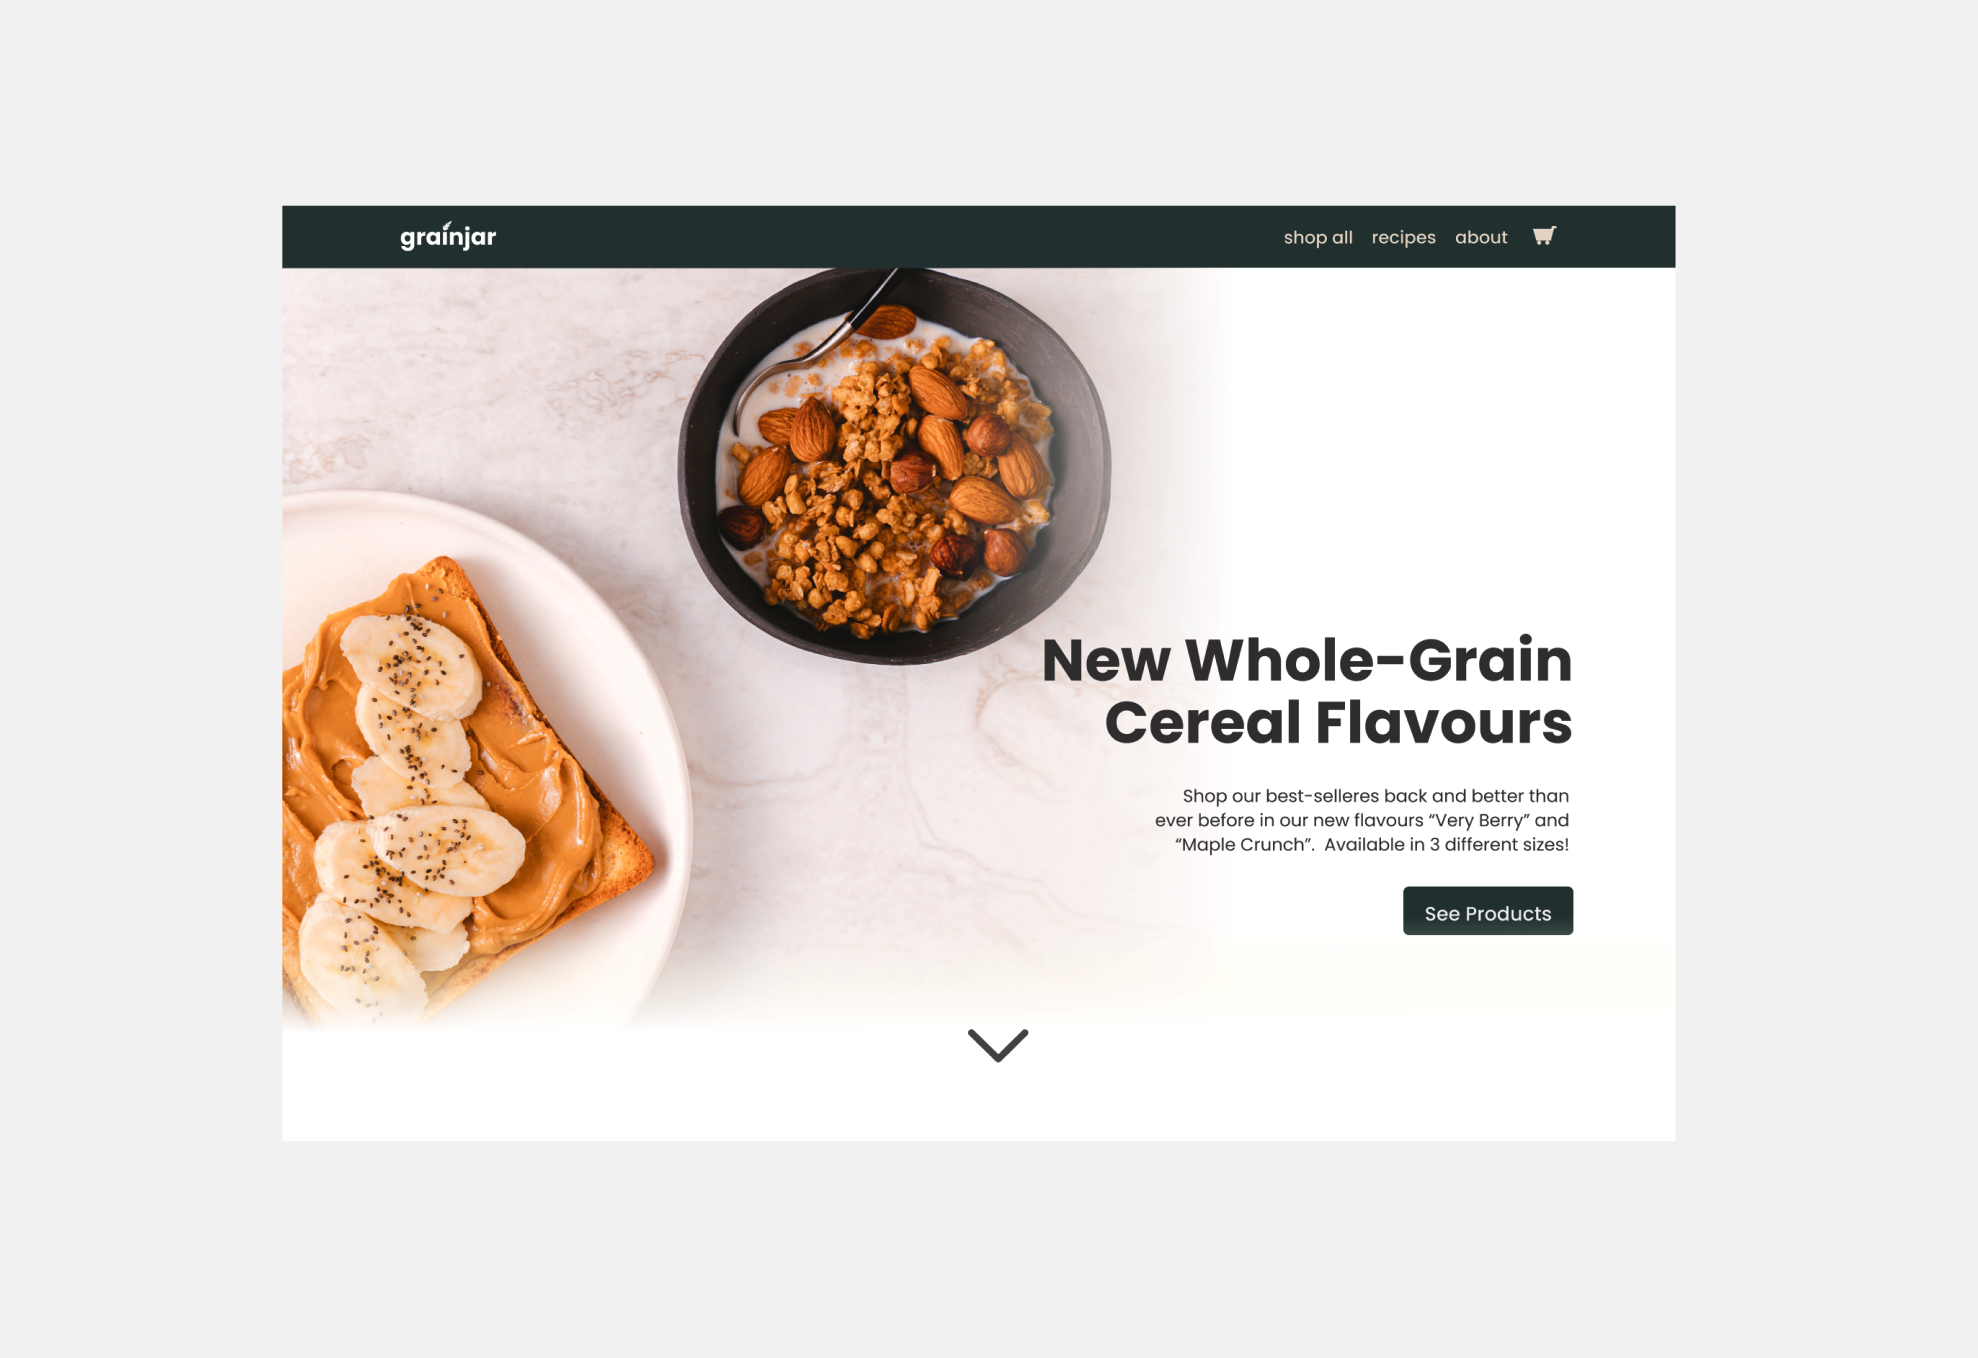 grainjar
shop all recipes about
New Whole-Grain
Cereal Flavours
Shop our best-selleres back and better than
ever before in our new flavours “Very Berry” and
“Maple Crunch”.  Available in 3 different sizes!
See Products